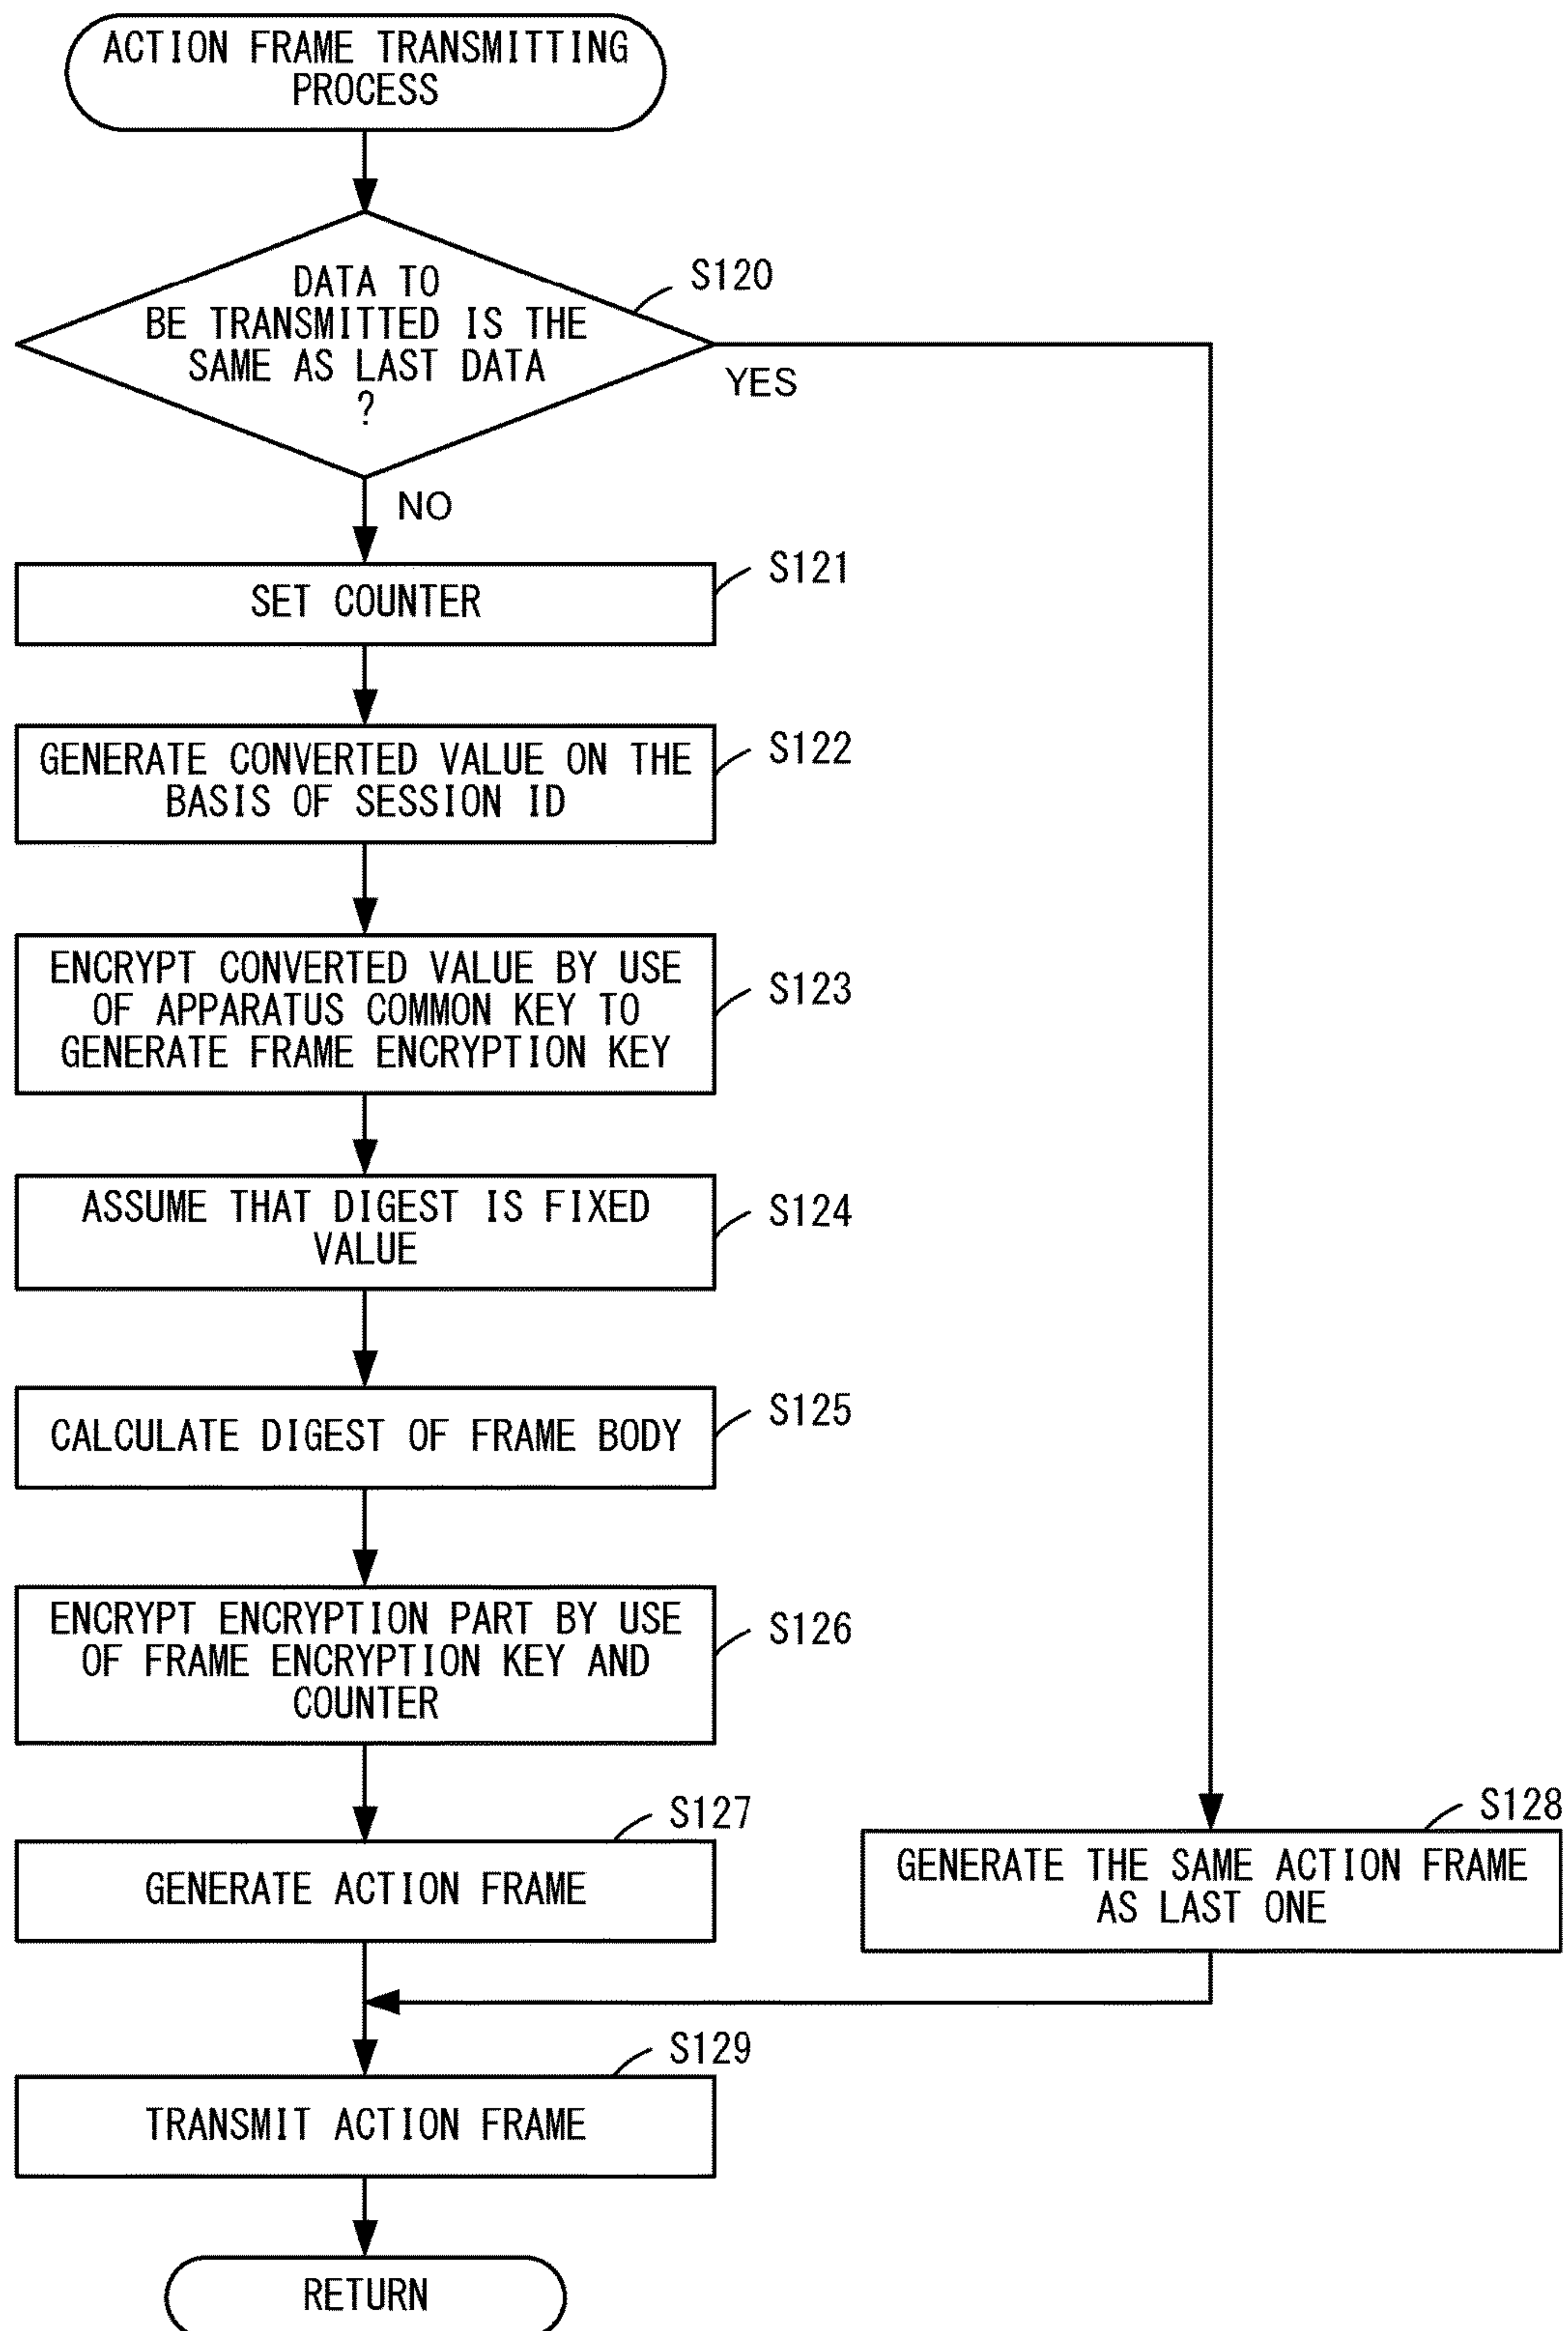 ACTION FRAME TRANSMITTING
PROCESS
DATA TO
BE TRANSMITTED IS THE
SAME AS LAST DATA
?
S120
YES
NO
SET COUNTER
S121
GENERATE CONVERTED VALUE ON THE
BASIS OF SESSION ID
S122
ENCRYPT CONVERTED VALUE BY USE
OF APPARATUS COMMON KEY TO
GENERATE FRAME ENCRYPTION KEY
S123
ASSUME THAT DIGEST IS FIXED
VALUE
S124
CALCULATE DIGEST OF FRAME BODY
S125
ENCRYPT ENCRYPTION PART BY USE
OF FRAME ENCRYPTION KEY AND
COUNTER
S126
S127
GENERATE ACTION FRAME
S128
GENERATE THE SAME ACTION FRAME
AS LAST ONE
S129
TRANSMIT ACTION FRAME
RETURN